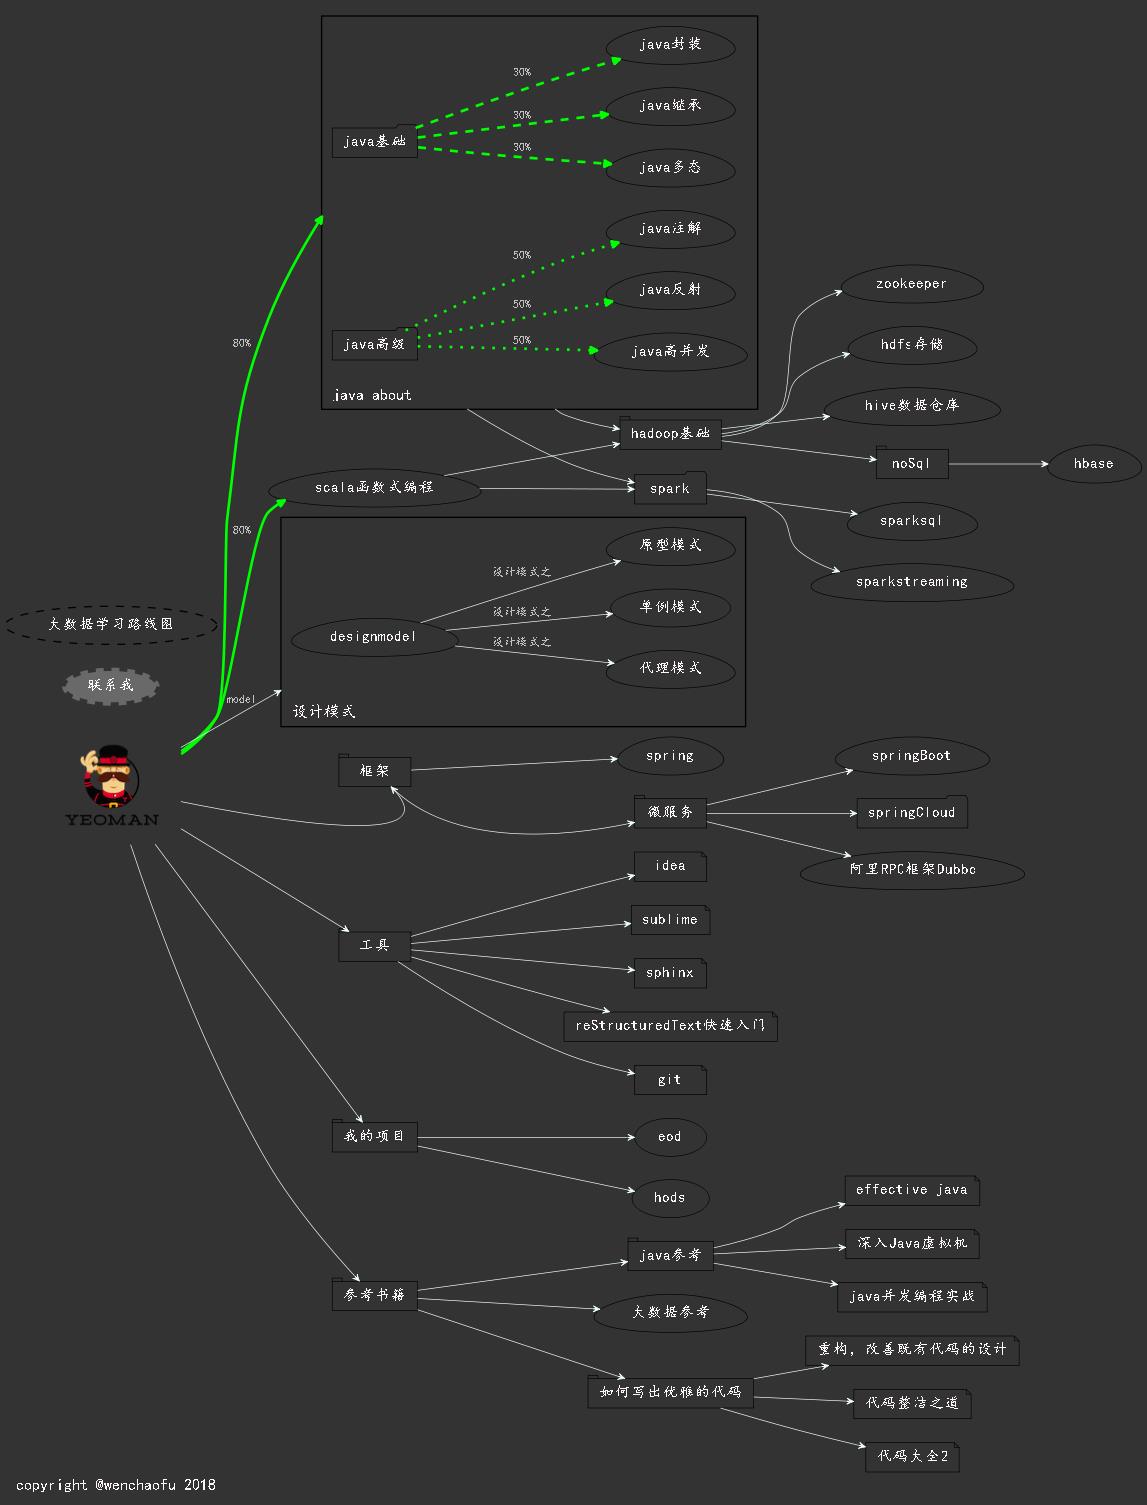 java封装
30%
java继承
30%
java基础
30%
java多态
java注解
50%
java反射
50%
java高级
50%
java高并发
java about
80%
zookeeper
hdfs存储
hive数据仓库
hadoop基础
noSql
hbase
scala函数式编程
spark
sparksql
sparkstreaming
80%
原型模式
设计模式之
单例模式
设计模式之
designmodel
设计模式之
代理模式
设计模式
大数据学习路线图
联系我
model
YEOMAN
框架
spring
springBoot
微服务
springCloud
阿里RPC框架Dubbo
idea
sublime
工具
sphinx
reStructuredText快速入门
git
我的项目
eod
hods
effective java
java参考
深入Java虚拟机
java并发编程实战
参考书籍
大数据参考
重构，改善既有代码的设计
如何写出优雅的代码
代码整洁之道
代码大全2
copyright @wenchaofu 2018